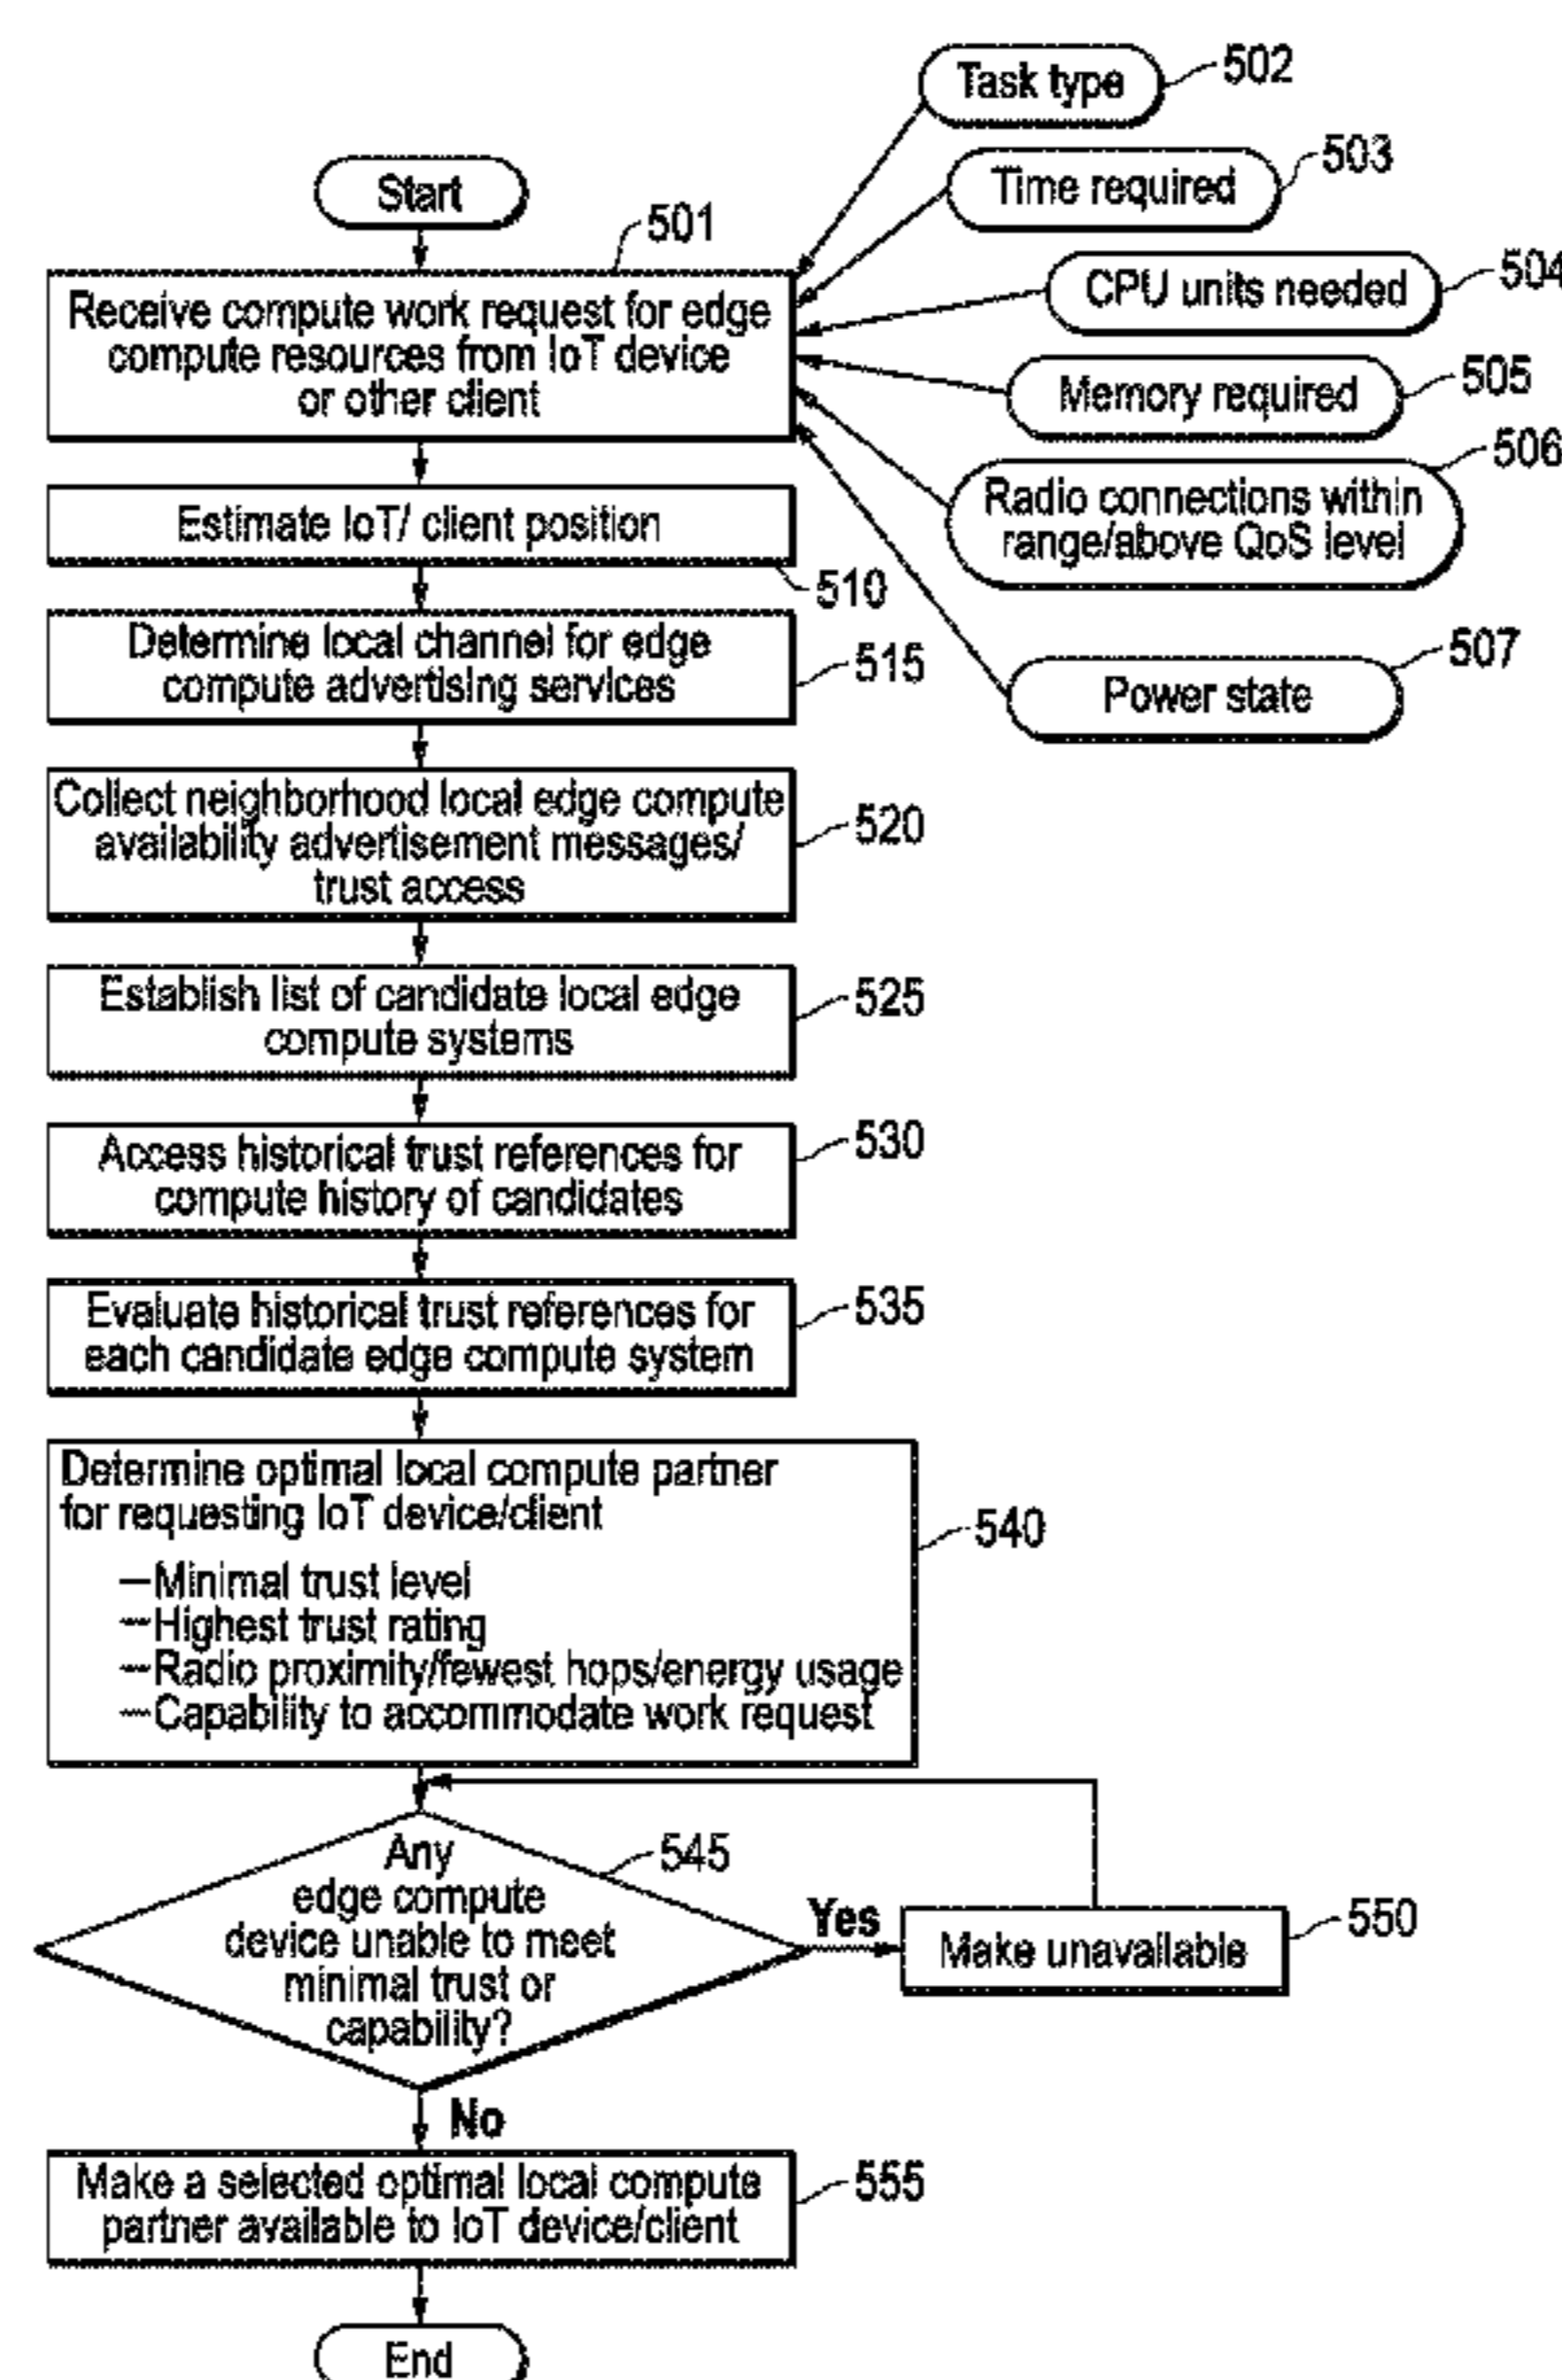 Task type
502
Time required
503
Start
501
CPU units needed
504
Receive compute work request for edge
compute resources from IoT device
or other client
Memory required
505
Radio connections within
range/above QoS level
506
Estimate IoT/ client position
510
Determine local channel for edge
compute advertising services
515
Power state
507
Collect neighborhood local edge compute
availability advertisement messages/
trust access
520
Establish list of candidate local edge
compute systems
525
Access historical trust references for
compute history of candidates
530
Evaluate historical trust references for
each candidate edge compute system
535
Determine optimal local compute partner
for requesting IoT device/client
—Minimal trust level
—Highest trust rating
—Radio proximity/fewest hops/energy usage
—Capability to accommodate work request
540
Any
edge compute
device unable to meet
minimal trust or
capability?
545
Yes
Make unavailable
550
No
Make a selected optimal local compute
partner available to IoT device/client
555
End